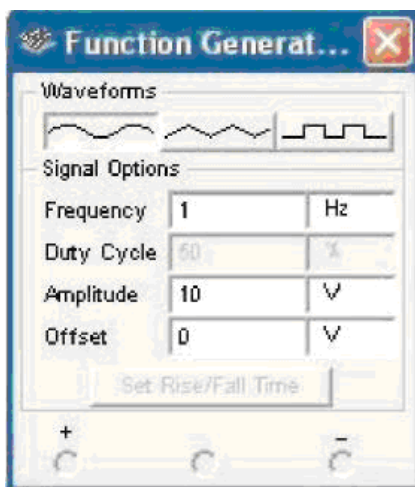 Function Generat...
Waveforms
Signal Options
Frequency 1 Hz
Duty Cycle 50 %
Amplitude 10 V
Offset 0 V
Set Rise/Fall Time
+ -